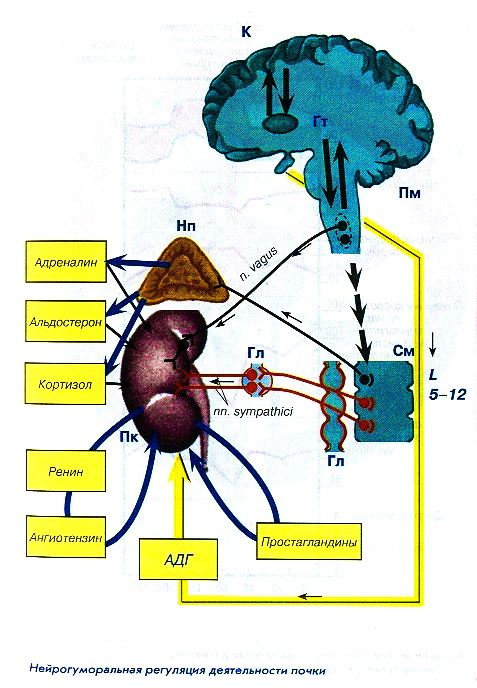 К
Гт
Пм
Нп
n. vagus
Адреналин
Альдостерон
Кортизол
Гл
См
L
5–12
nn. sympathici
Пк
Гл
Ренин
Ангиотензин
АДГ
Простагландины
Нейрогуморальная регуляция деятельности почки